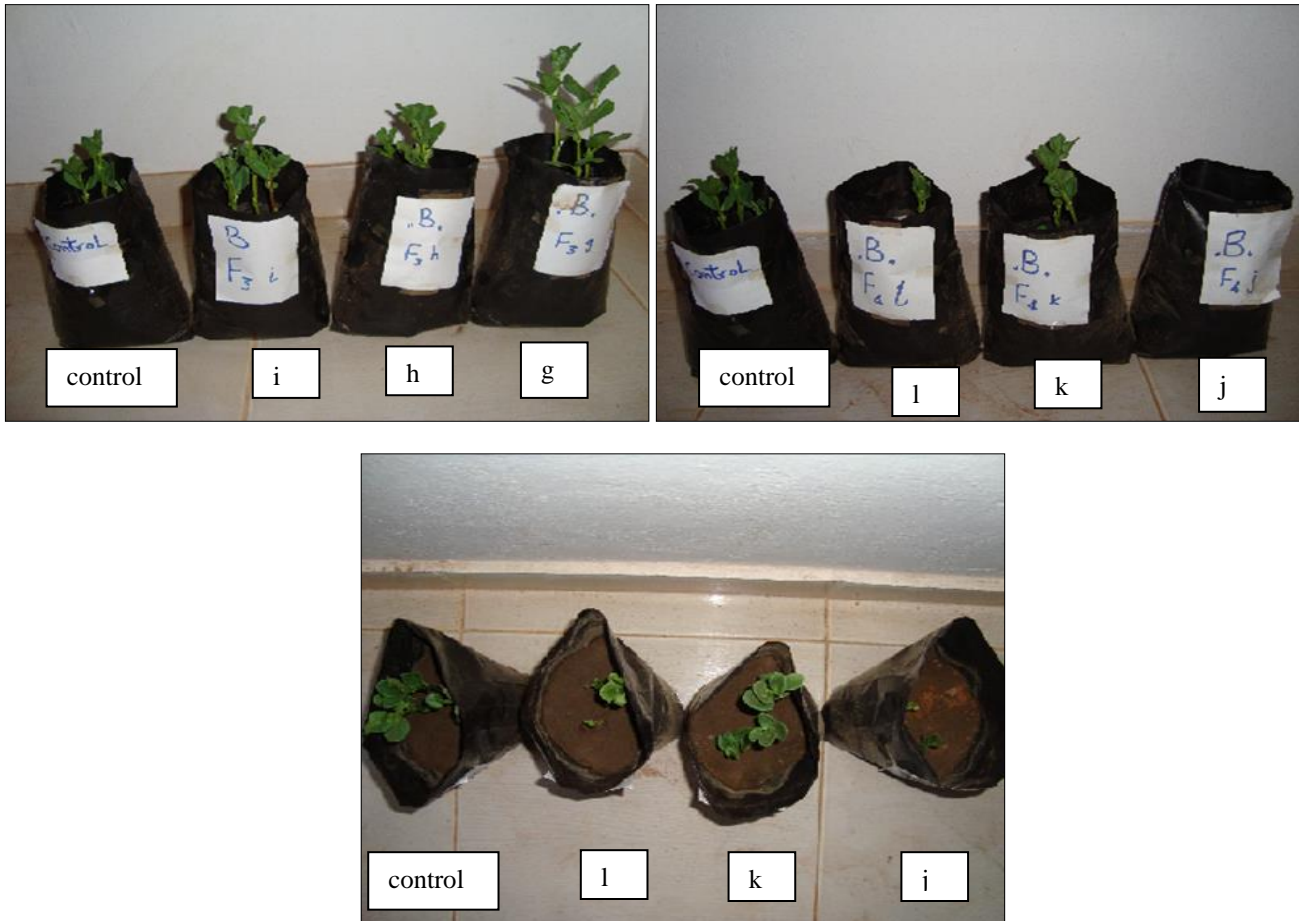 control
B
F3 i
.B.
F3 h
.B.
F3 g
control
i
h
g
control
.B.
F4 l
.B.
F4 k
.B.
F4 j
control
l
k
j
control
l
k
j